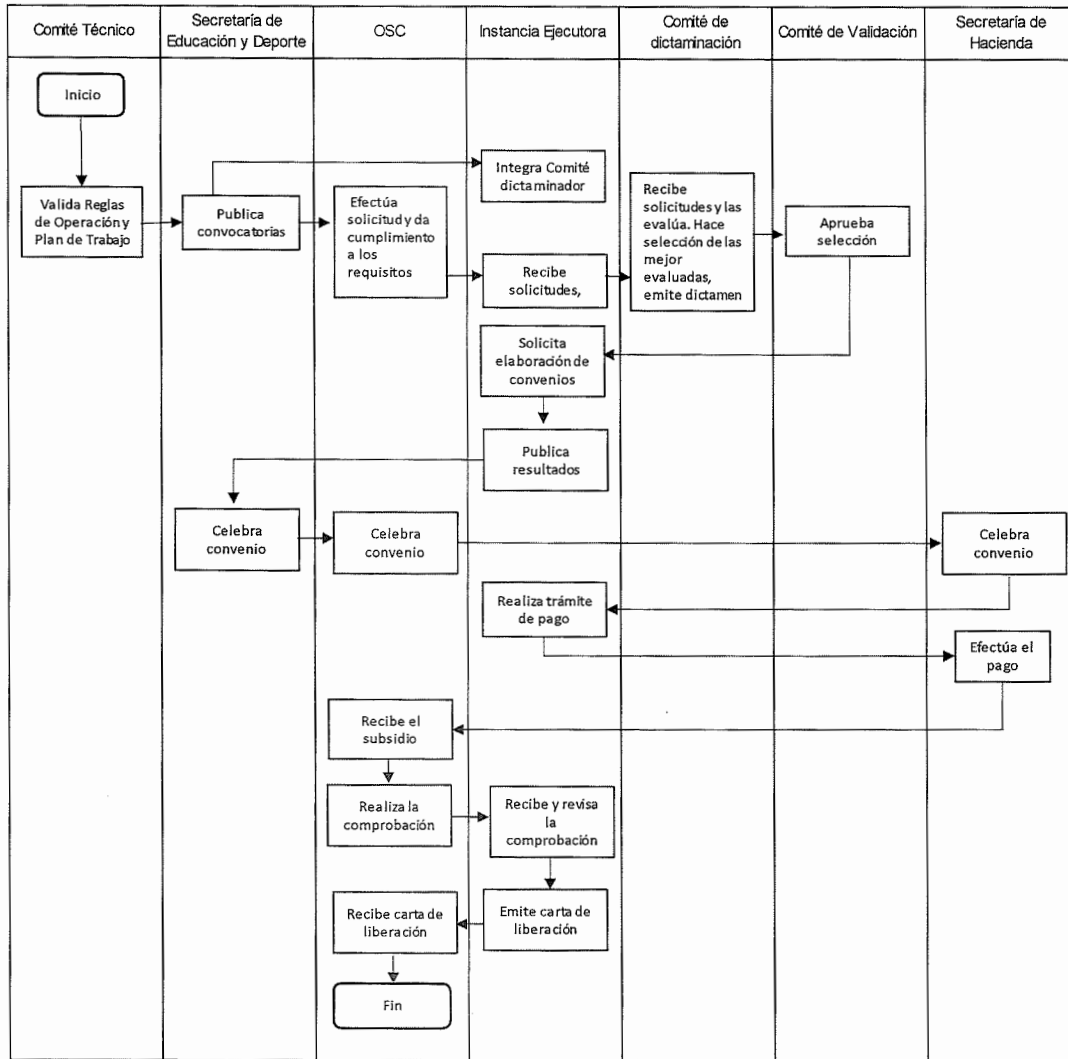 Comité Técnico
Secretaría de
Educación y Deporte
OSC
Instancia Ejecutora
Comité de
dictaminación
Comité de Validación
Secretaría de
Hacienda
Inicio
Valida Reglas
de Operación y
Plan de Trabajo
Publica
convocatorias
Efectúa
solicitud y da
cumplimiento
a los
requisitos
Integra Comité
dictaminador
Recibe
solicitudes,
Recibe
solicitudes y las
evalúa. Hace
selección de las
mejor
evaluadas,
emite dictamen
Aprueba
selección
Solicita
elaboración de
convenios
Publica
resultados
Celebra
convenio
Celebra
convenio
Celebra
convenio
Realiza trámite
de pago
Efectúa el
pago
Recibe el
subsidio
Realiza la
comprobación
Recibe y revisa
la
comprobación
Emite carta de
liberación
Recibe carta de
liberación
Fin